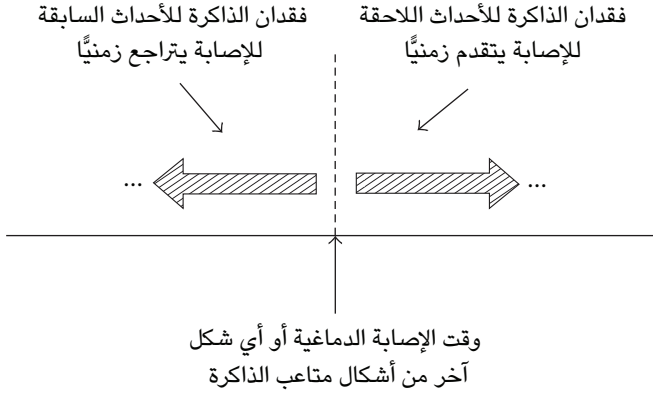 فقدان الذاكرة للأحداث اللاحقة
للإصابة يتقدم زمنيًّا
فقدان الذاكرة للأحداث السابقة
للإصابة يتراجع زمنيًّا
...
...
وقت الإصابة الدماغية أو أي شكل
آخر من أشكال متاعب الذاكرة